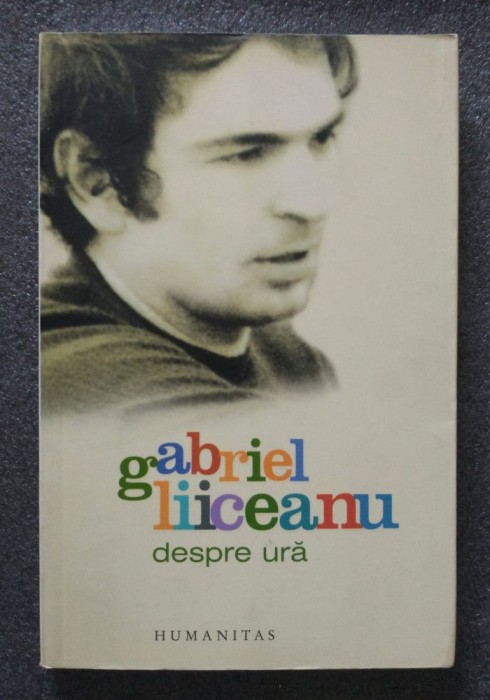 gabriel
liiceanu
despre ură
HUMANITAS